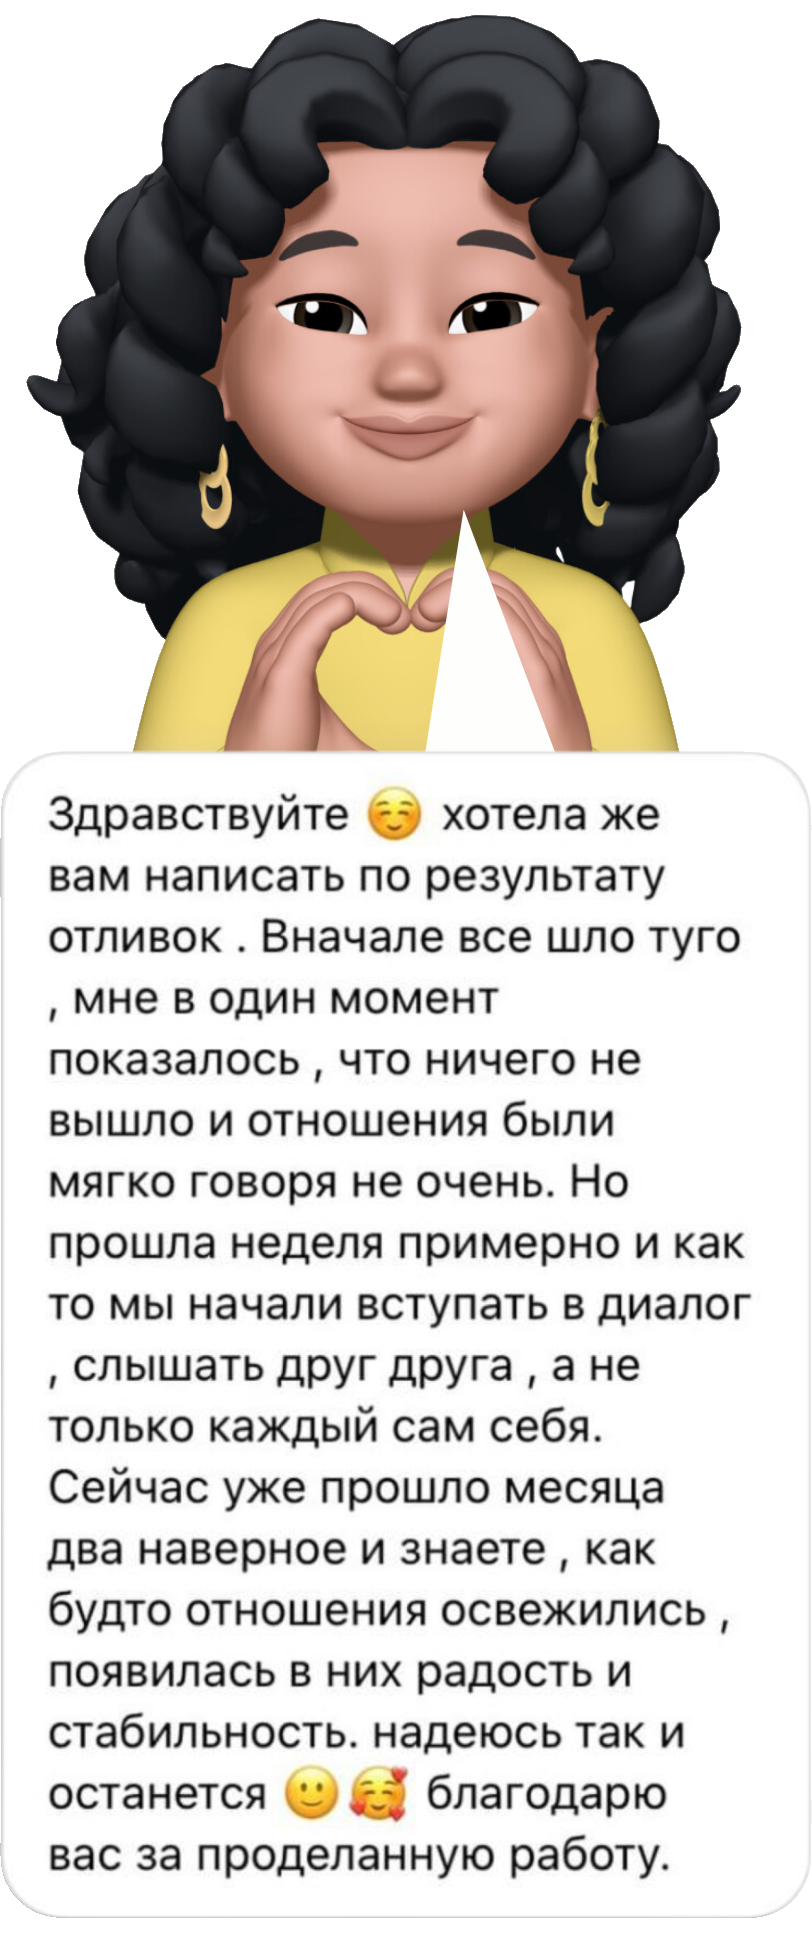 Здравствуйте ☺️ хотела же
вам написать по результату
отливок . Вначале все шло туго
, мне в один момент
показалось , что ничего не
вышло и отношения были
мягко говоря не очень. Но
прошла неделя примерно и как
то мы начали вступать в диалог
, слышать друг друга , а не
только каждый сам себя.
Сейчас уже прошло месяца
два наверное и знаете , как
будто отношения освежились ,
появилась в них радость и
стабильность. надеюсь так и
останется 🙂🥰 благодарю
вас за проделанную работу.